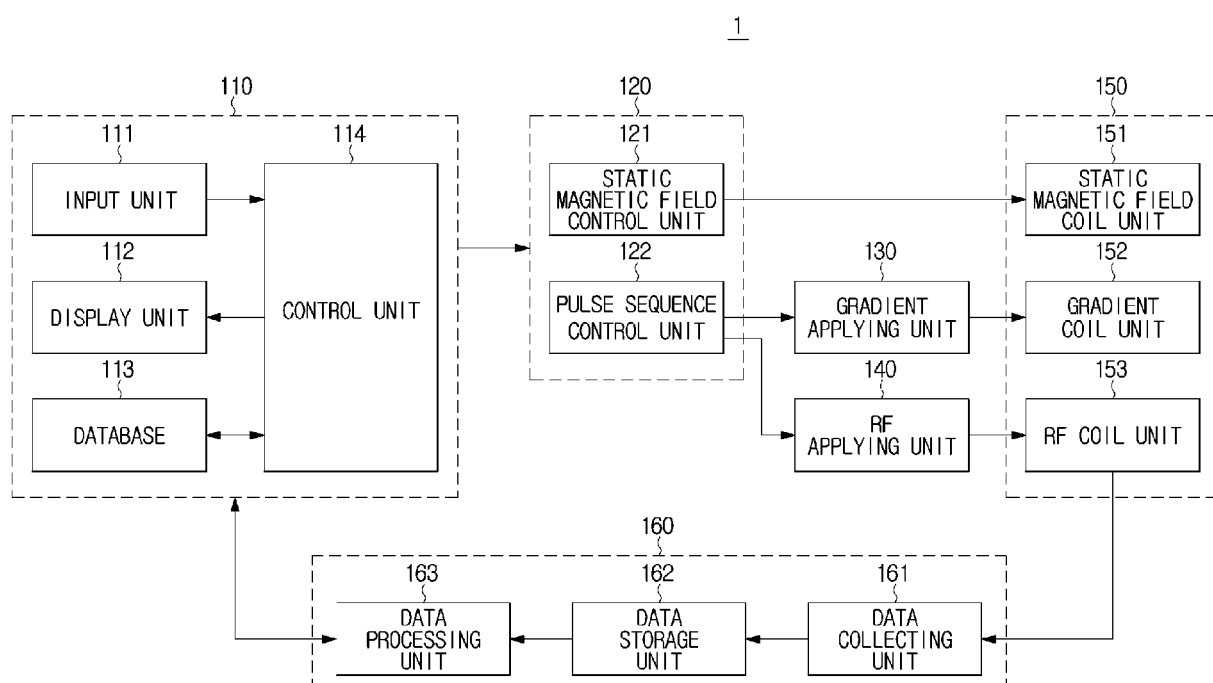 1
110
120
150
111
114
121
151
INPUT UNIT
STATIC
MAGNETIC FIELD
CONTROL UNIT
STATIC
MAGNETIC FIELD
COIL UNIT
112
122
130
152
DISPLAY UNIT
CONTROL UNIT
PULSE SEQUENCE
CONTROL UNIT
GRADIENT
APPLYING UNIT
GRADIENT
COIL UNIT
113
140
153
DATABASE
RF
APPLYING UNIT
RF COIL UNIT
160
163
162
161
DATA
PROCESSING
UNIT
DATA
STORAGE
UNIT
DATA
COLLECTING
UNIT